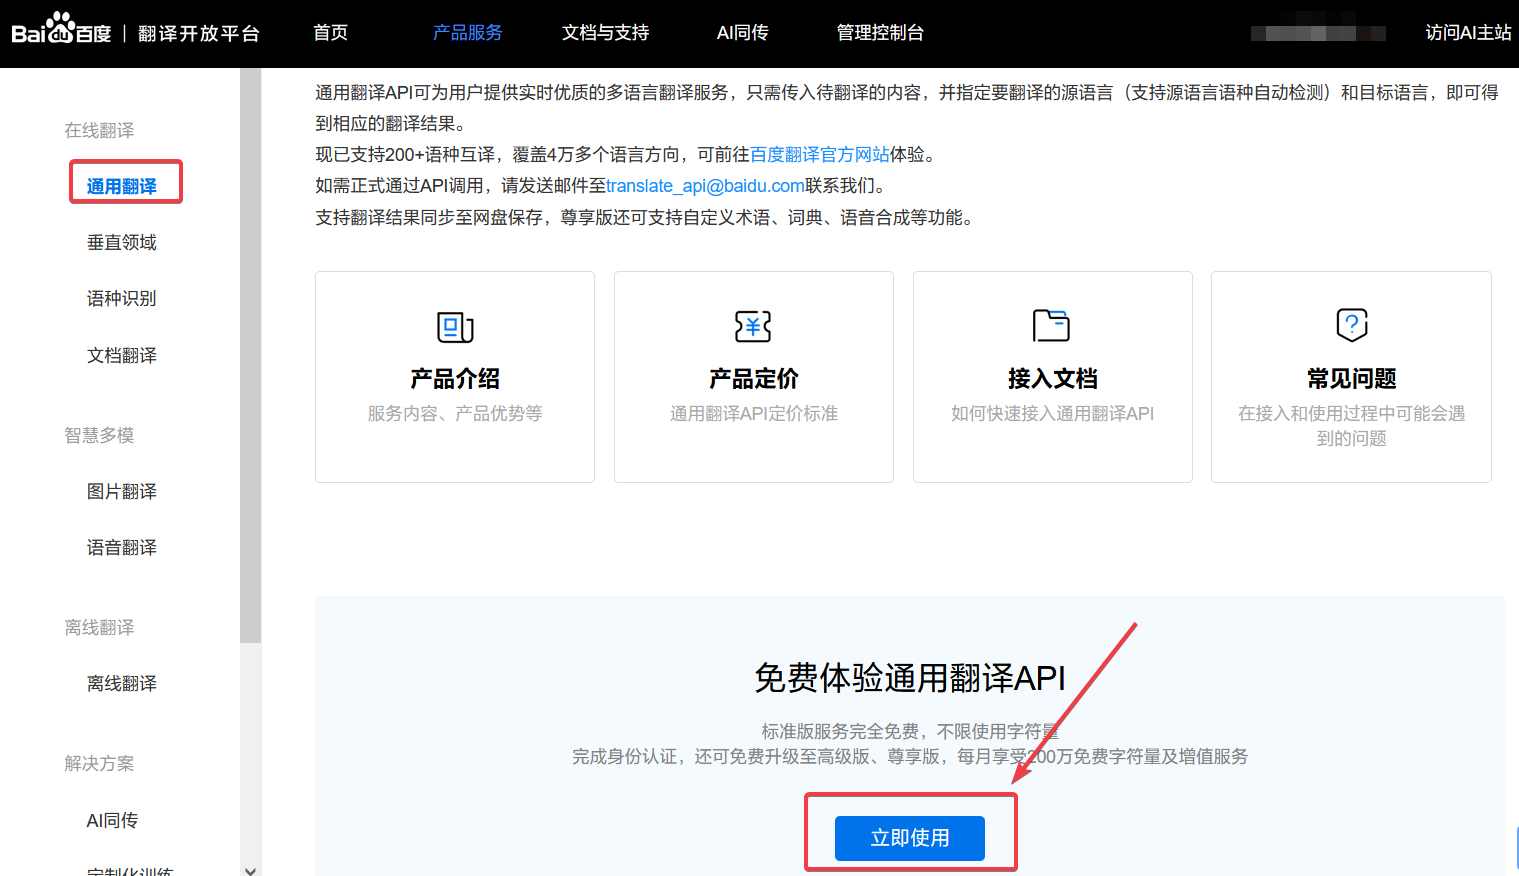 Baidu百度 | 翻译开放平台
首页
产品服务
文档与支持
AI同传
管理控制台
访问AI主站
在线翻译
通用翻译
垂直领域
语种识别
文档翻译
智慧多模
图片翻译
语音翻译
离线翻译
离线翻译
解决方案
AI同传
定制化训练
通用翻译API可为用户提供实时优质的多语言翻译服务，只需传入待翻译的内容，并指定要翻译的源语言（支持源语言语种自动检测）和目标语言，即可得
到相应的翻译结果。
现已支持200+语种互译，覆盖4万多个语言方向，可前往百度翻译官方网站体验。
如需正式通过API调用，请发送邮件至translate_api@baidu.com联系我们。
支持翻译结果同步至网盘保存，尊享版还可支持自定义术语、词典、语音合成等功能。
产品介绍
服务内容、产品优势等
产品定价
通用翻译API定价标准
接入文档
如何快速接入通用翻译API
常见问题
在接入和使用过程中可能会遇
到的问题
免费体验通用翻译API
标准版服务完全免费，不限使用字符量
完成身份认证，还可免费升级至高级版、尊享版，每月享受200万免费字符量及增值服务
立即使用